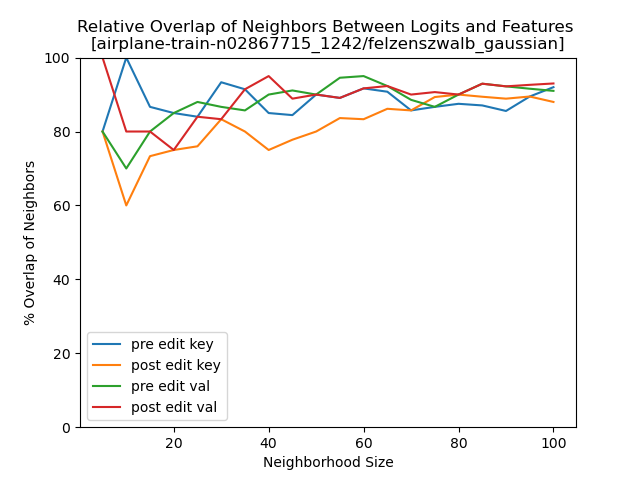 Relative Overlap of Neighbors Between Logits and Features
[airplane-train-n02867715_1242/felzenszwalb_gaussian]
100
80
60
40
20
0
% Overlap of Neighbors
pre edit key
post edit key
pre edit val
post edit val
20 40 60 80 100
Neighborhood Size